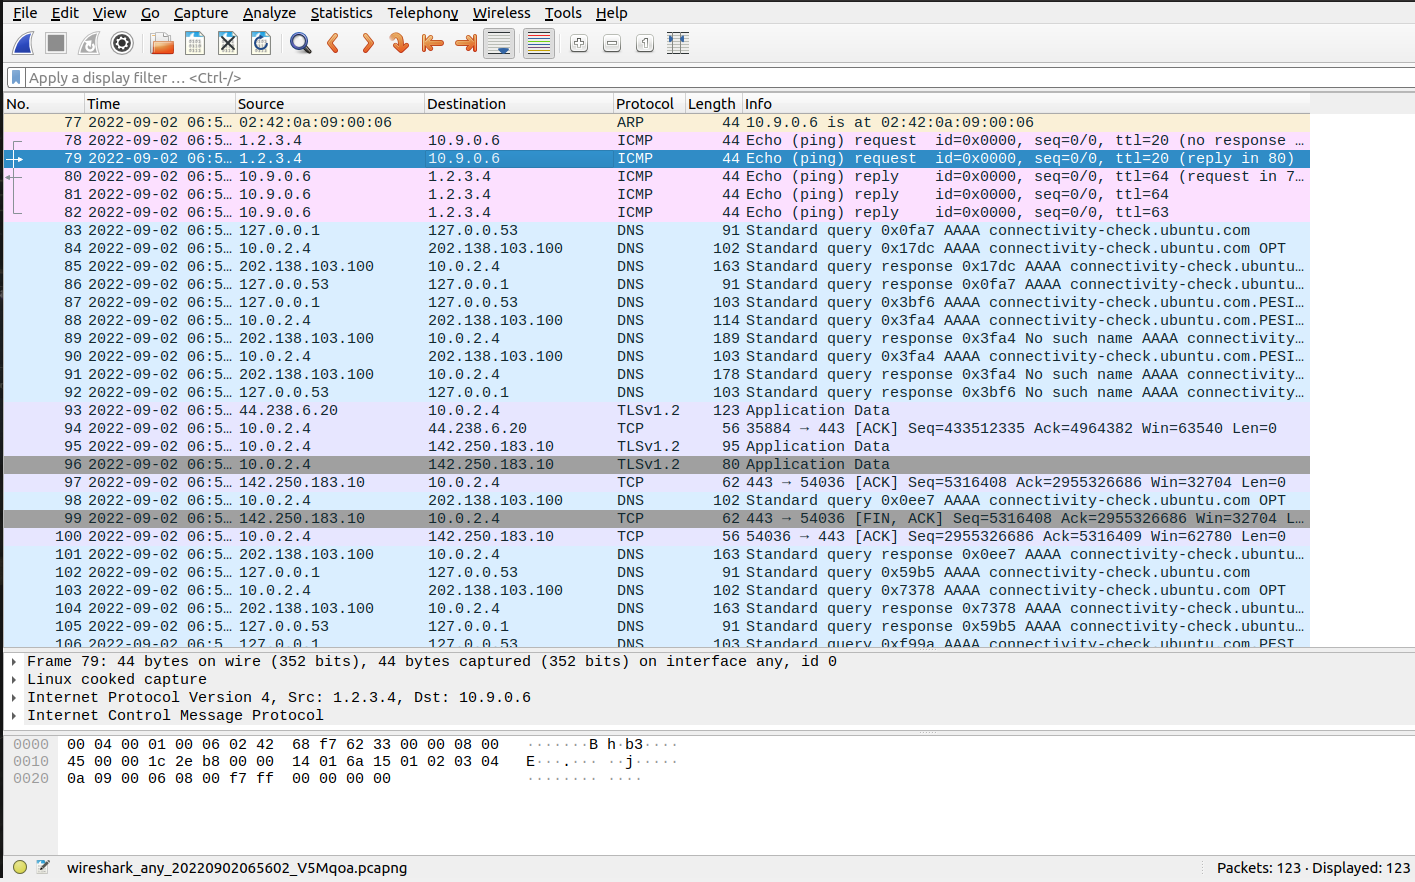 File Edit View Go Capture Analyze Statistics Telephony Wireless Tools Help
Apply a display filter … <Ctrl-/>
No. Time Source Destination Protocol Length Info
77 2022-09-02 06:5… 02:42:0a:09:00:06 ARP 44 10.9.0.6 is at 02:42:0a:09:00:06
78 2022-09-02 06:5… 1.2.3.4 10.9.0.6 ICMP 44 Echo (ping) request id=0x0000, seq=0/0, ttl=20 (no response …
79 2022-09-02 06:5… 1.2.3.4 10.9.0.6 ICMP 44 Echo (ping) request id=0x0000, seq=0/0, ttl=20 (reply in 80)
80 2022-09-02 06:5… 10.9.0.6 1.2.3.4 ICMP 44 Echo (ping) reply id=0x0000, seq=0/0, ttl=64 (request in 7…
81 2022-09-02 06:5… 10.9.0.6 1.2.3.4 ICMP 44 Echo (ping) reply id=0x0000, seq=0/0, ttl=64
82 2022-09-02 06:5… 10.9.0.6 1.2.3.4 ICMP 44 Echo (ping) reply id=0x0000, seq=0/0, ttl=63
83 2022-09-02 06:5… 127.0.0.1 127.0.0.53 DNS 91 Standard query 0x0fa7 AAAA connectivity-check.ubuntu.com
84 2022-09-02 06:5… 10.0.2.4 202.138.103.100 DNS 102 Standard query 0x17dc AAAA connectivity-check.ubuntu.com OPT
85 2022-09-02 06:5… 202.138.103.100 10.0.2.4 DNS 163 Standard query response 0x17dc AAAA connectivity-check.ubuntu…
86 2022-09-02 06:5… 127.0.0.53 127.0.0.1 DNS 91 Standard query response 0x0fa7 AAAA connectivity-check.ubuntu…
87 2022-09-02 06:5… 127.0.0.1 127.0.0.53 DNS 103 Standard query 0x3bf6 AAAA connectivity-check.ubuntu.com.PESI…
88 2022-09-02 06:5… 10.0.2.4 202.138.103.100 DNS 114 Standard query 0x3fa4 AAAA connectivity-check.ubuntu.com.PESI…
89 2022-09-02 06:5… 202.138.103.100 10.0.2.4 DNS 189 Standard query response 0x3fa4 No such name AAAA connectivity…
90 2022-09-02 06:5… 10.0.2.4 202.138.103.100 DNS 103 Standard query 0x3fa4 AAAA connectivity-check.ubuntu.com.PESI…
91 2022-09-02 06:5… 202.138.103.100 10.0.2.4 DNS 178 Standard query response 0x3fa4 No such name AAAA connectivity…
92 2022-09-02 06:5… 127.0.0.53 127.0.0.1 DNS 103 Standard query response 0x3bf6 No such name AAAA connectivity…
93 2022-09-02 06:5… 44.238.6.20 10.0.2.4 TLSv1.2 123 Application Data
94 2022-09-02 06:5… 10.0.2.4 44.238.6.20 TCP 56 35884 → 443 [ACK] Seq=433512335 Ack=4964382 Win=63540 Len=0
95 2022-09-02 06:5… 10.0.2.4 142.250.183.10 TLSv1.2 95 Application Data
96 2022-09-02 06:5… 10.0.2.4 142.250.183.10 TLSv1.2 80 Application Data
97 2022-09-02 06:5… 142.250.183.10 10.0.2.4 TCP 62 443 → 54036 [ACK] Seq=5316408 Ack=2955326686 Win=32704 Len=0
98 2022-09-02 06:5… 10.0.2.4 202.138.103.100 DNS 102 Standard query 0x0ee7 AAAA connectivity-check.ubuntu.com OPT
99 2022-09-02 06:5… 142.250.183.10 10.0.2.4 TCP 62 443 → 54036 [FIN, ACK] Seq=5316408 Ack=2955326686 Win=32704 L…
100 2022-09-02 06:5… 10.0.2.4 142.250.183.10 TCP 56 54036 → 443 [ACK] Seq=2955326686 Ack=5316409 Win=62780 Len=0
101 2022-09-02 06:5… 202.138.103.100 10.0.2.4 DNS 163 Standard query response 0x0ee7 AAAA connectivity-check.ubuntu…
102 2022-09-02 06:5… 127.0.0.1 127.0.0.53 DNS 91 Standard query 0x59b5 AAAA connectivity-check.ubuntu.com
103 2022-09-02 06:5… 10.0.2.4 202.138.103.100 DNS 102 Standard query 0x7378 AAAA connectivity-check.ubuntu.com OPT
104 2022-09-02 06:5… 202.138.103.100 10.0.2.4 DNS 163 Standard query response 0x7378 AAAA connectivity-check.ubuntu…
105 2022-09-02 06:5… 127.0.0.53 127.0.0.1 DNS 91 Standard query response 0x59b5 AAAA connectivity-check.ubuntu…
106 2022-09-02 06:5… 127.0.0.1 127.0.0.53 DNS 103 Standard query 0xf99a AAAA connectivity-check.ubuntu.com.PESI…
Frame 79: 44 bytes on wire (352 bits), 44 bytes captured (352 bits) on interface any, id 0
Linux cooked capture
Internet Protocol Version 4, Src: 1.2.3.4, Dst: 10.9.0.6
Internet Control Message Protocol
0000 00 04 00 01 00 06 02 42 68 f7 62 33 00 00 08 00 ·······B h·b3····
0010 45 00 00 1c 2e b8 00 00 14 01 6a 15 01 02 03 04 E···.··· ··j·····
0020 0a 09 00 06 08 00 f7 ff 00 00 00 00 ········ ····
wireshark_any_20220902065602_V5Mqoa.pcapng Packets: 123 · Displayed: 123